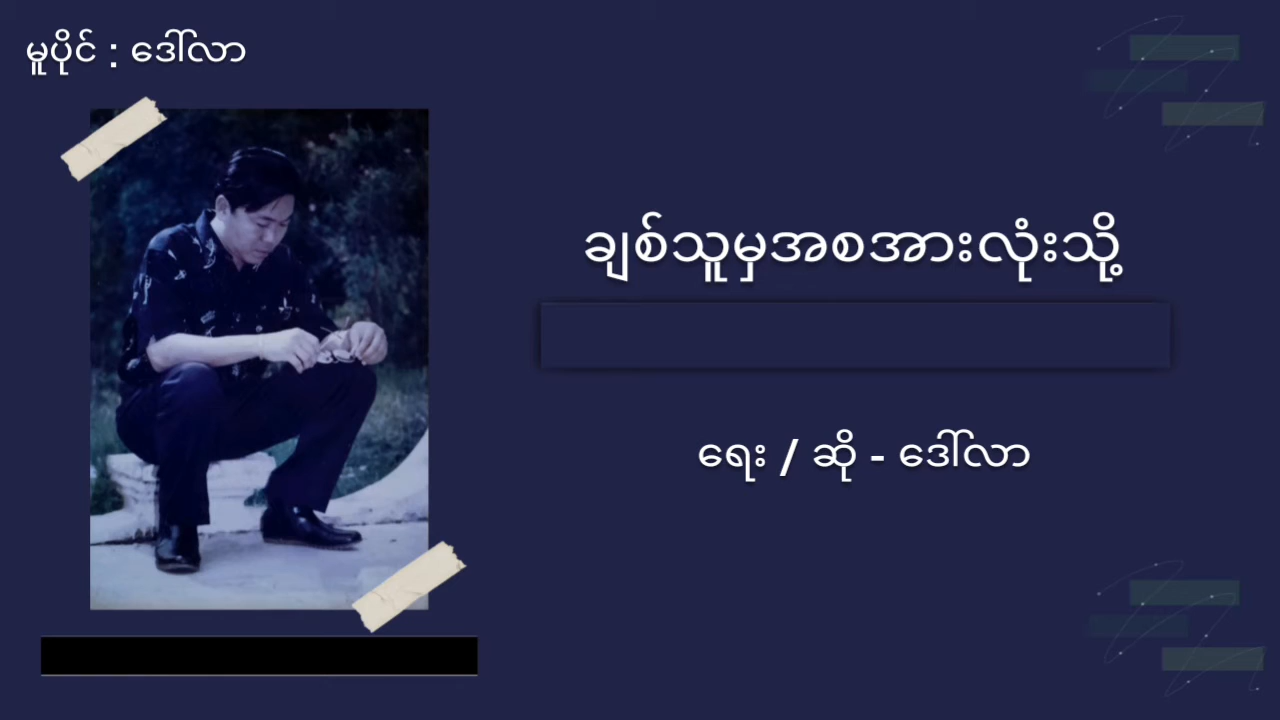 မူပိုင် : ဒေါ်လာ
ချစ်သူမှအစအားလုံးသို့
ရေး / ဆို - ဒေါ်လာ